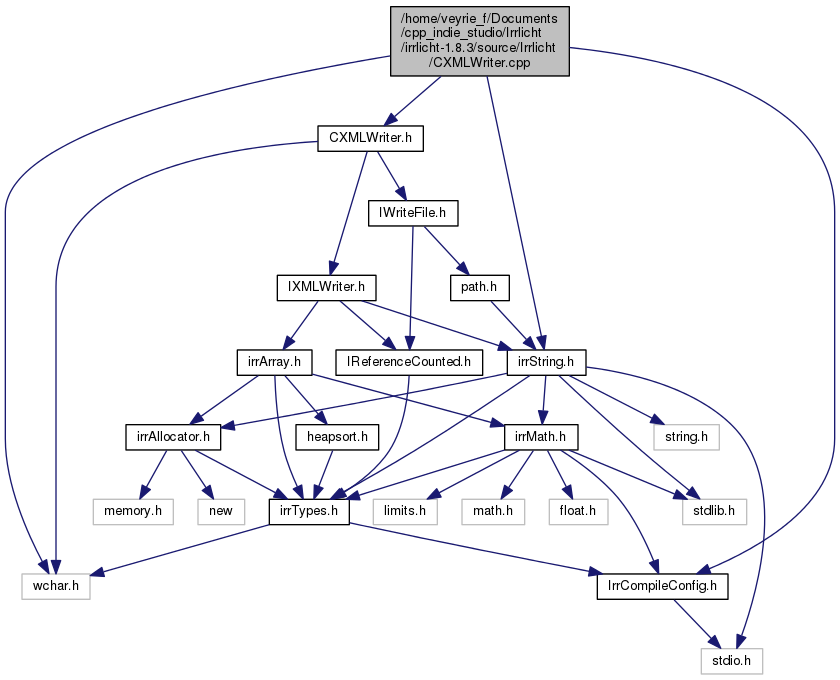 /home/veyrie_f/Documents
/cpp_indie_studio/Irrlicht
/irrlicht-1.8.3/source/Irrlicht
/CXMLWriter.cpp
CXMLWriter.h
IWriteFile.h
IXMLWriter.h
path.h
irrArray.h
IReferenceCounted.h
irrString.h
irrAllocator.h
heapsort.h
irrMath.h
string.h
memory.h
new
irrTypes.h
limits.h
math.h
float.h
stdlib.h
wchar.h
IrrCompileConfig.h
stdio.h